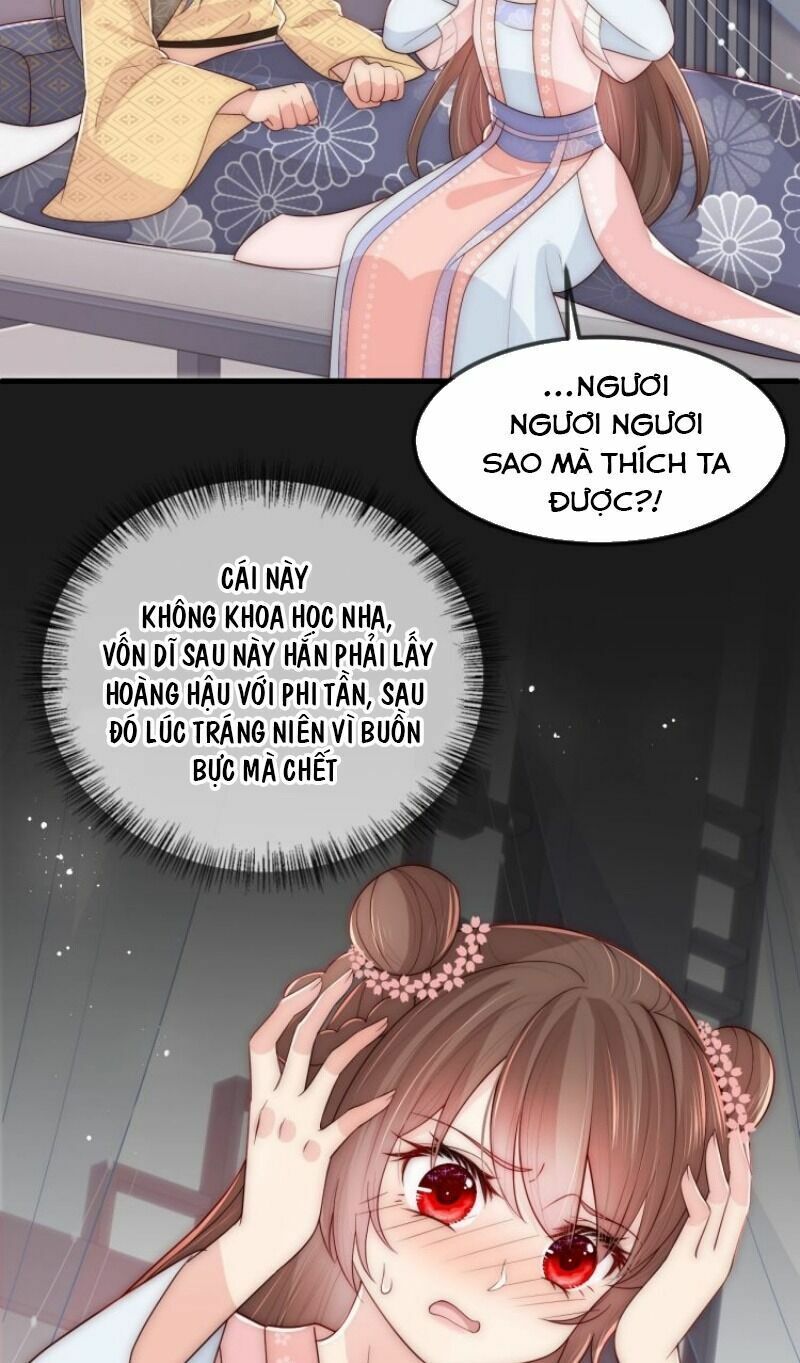 ...NGƯƠI
NGƯƠI NGƯƠI
SAO MÀ THÍCH TA
ĐƯỢC?!
CÁI NÀY
KHÔNG KHOA HỌC NHA,
VỐN DĨ SAU NÀY HẮN PHẢI LẤY
HOÀNG HẬU VỚI PHI TẦN, SAU
ĐÓ LÚC TRÁNG NIÊN VÌ BUỒN
BỰC MÀ CHẾT